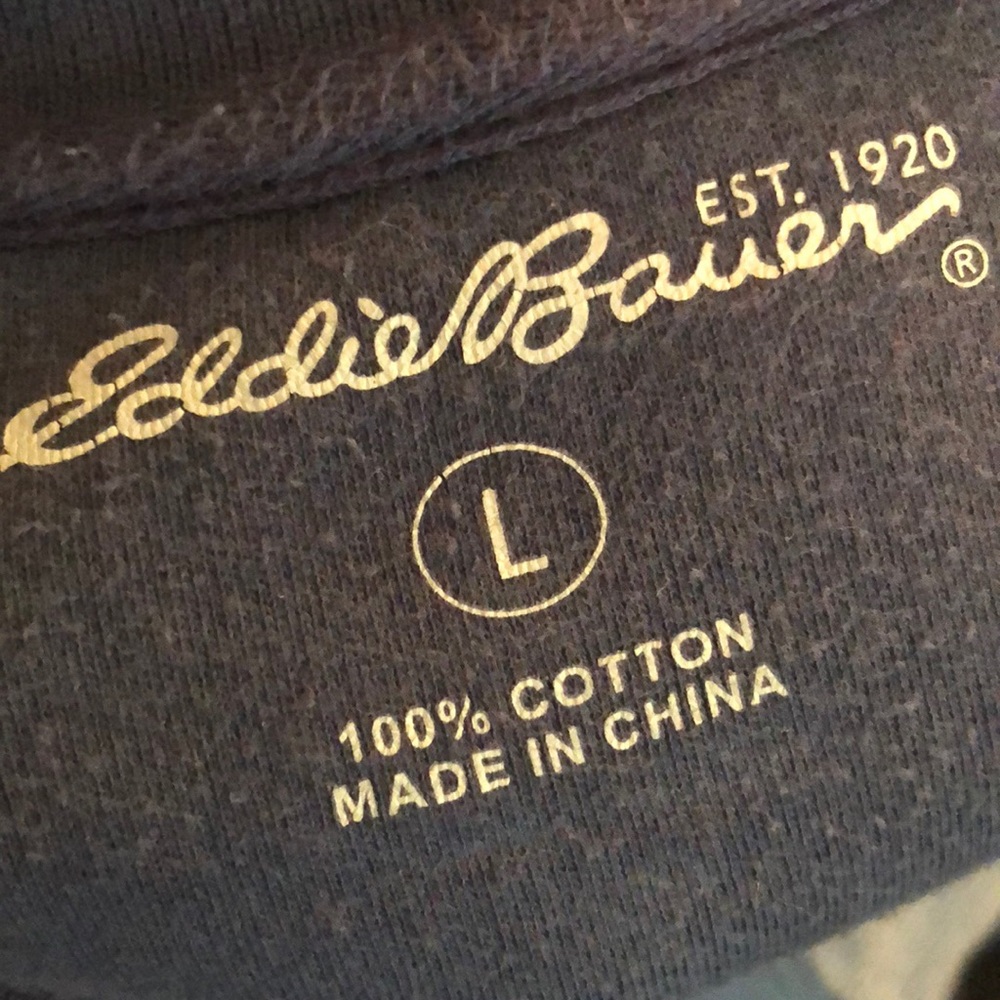 EST. 1920
Eddie Bauer®
L
100% COTTON
MADE IN CHINA